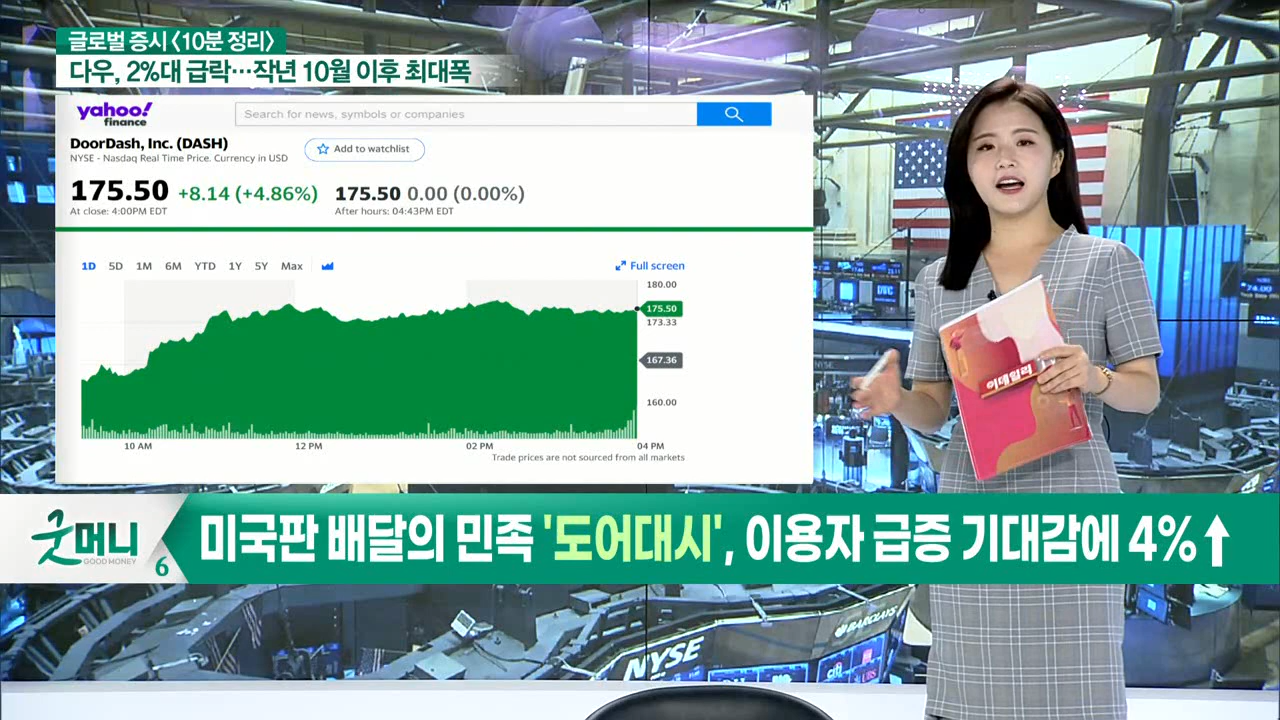 글로벌 증시 <10분 정리>
다우, 2%대 급락…작년 10월 이후 최대폭
yahoo!
finance
Search for news, symbols or companies
DoorDash, Inc. (DASH)
NYSE - Nasdaq Real Time Price. Currency in USD
Add to watchlist
175.50 +8.14 (+4.86%) 175.50 0.00 (0.00%)
At close: 4:00PM EDT After hours: 04:43PM EDT
1D 5D 1M 6M YTD 1Y 5Y Max Full screen
180.00
175.50
173.33
167.36
160.00
10 AM 12 PM 02 PM 04 PM
Trade prices are not sourced from all markets
이데일리
굿머니
GOOD MONEY
6
미국판 배달의 민족 '도어대시', 이용자 급증 기대감에 4%↑
NYSE
BARCLAYS
citi